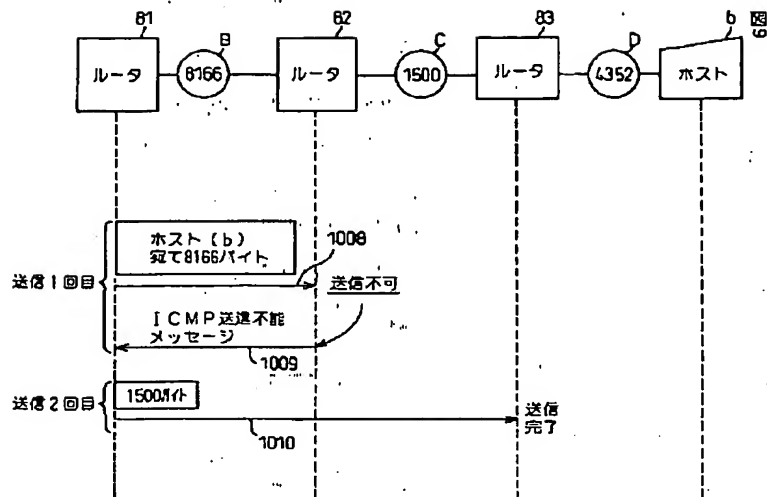 81
B
82
C
83
D
b
図9
ルータ
8166
ルータ
1500
ルータ
4352
ホスト
送信1回目
ホスト(b)
宛て8166バイト
1008
送信不可
ICMP送達不能
メッセージ
1009
送信2回目
1500バイト
1010
送信
完了